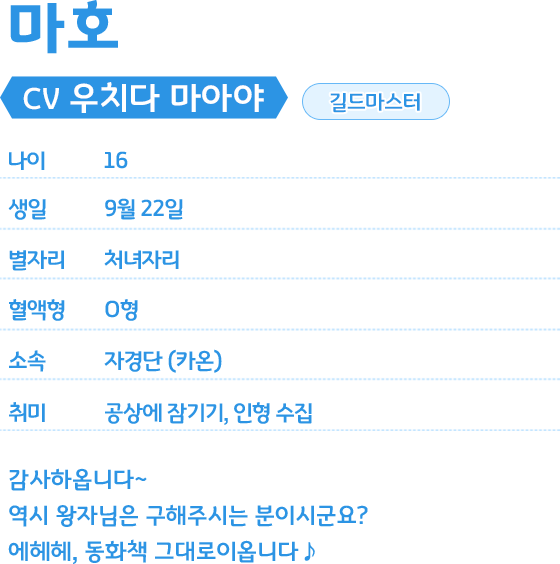 마호
CV 우치다 마아야 길드마스터
나이 16
생일 9월 22일
별자리 처녀자리
혈액형 O형
소속 자경단 (카온)
취미 공상에 잠기기, 인형 수집
감사하옵니다~
역시 왕자님은 구해주시는 분이시군요?
에헤헤, 동화책 그대로이옵니다♪